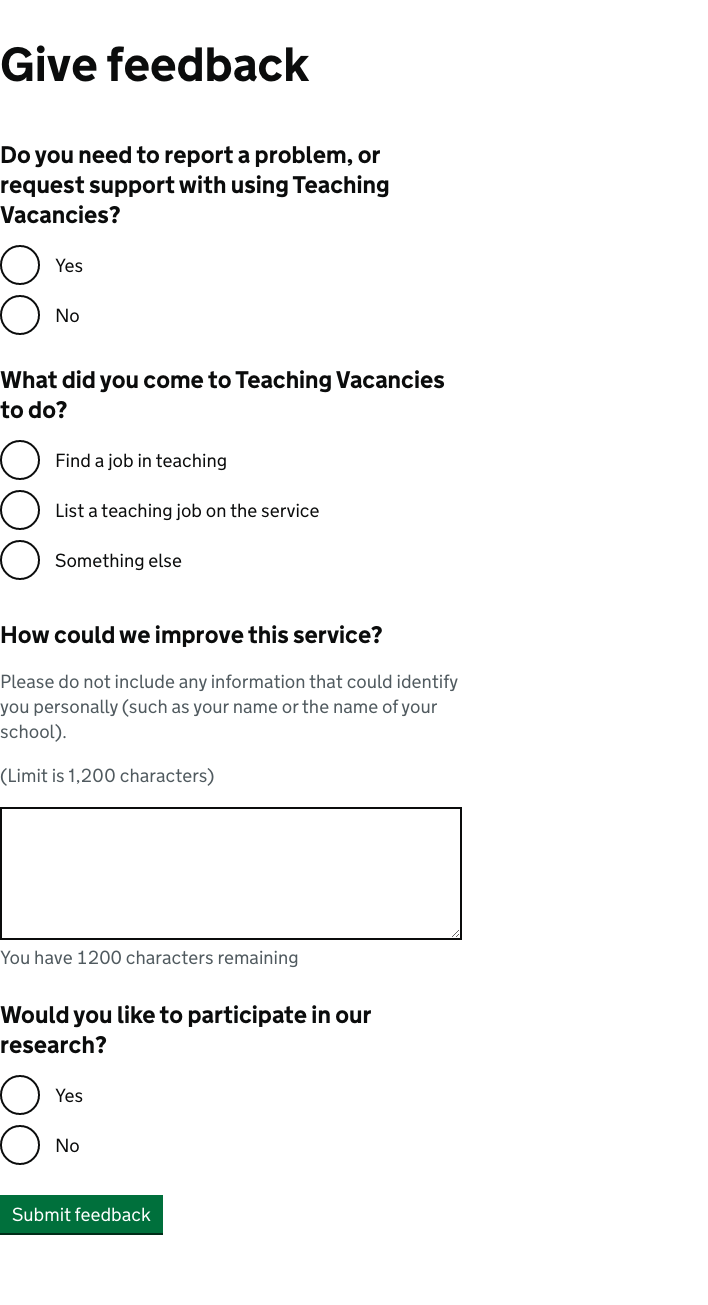 Give feedback
Do you need to report a problem, or
request support with using Teaching
Vacancies?
Yes
No
What did you come to Teaching Vacancies
to do?
Find a job in teaching
List a teaching job on the service
Something else
How could we improve this service?
Please do not include any information that could identify
you personally (such as your name or the name of your
school).
(Limit is 1,200 characters)
You have 1200 characters remaining
Would you like to participate in our
research?
Yes
No
Submit feedback